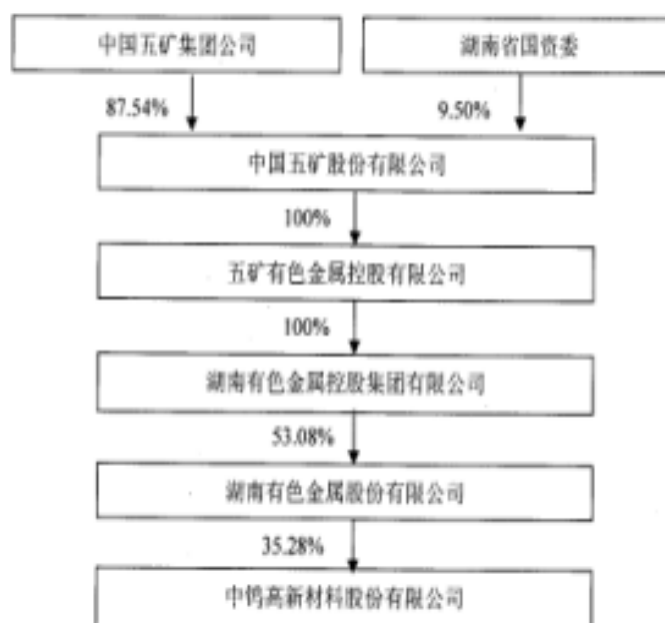 中国五矿集团公司
湖南省国资委
87.54%
9.50%
中国五矿股份有限公司
100%
五矿有色金属控股有限公司
100%
湖南有色金属控股集团有限公司
53.08%
湖南有色金属股份有限公司
35.28%
中钨高新材料股份有限公司